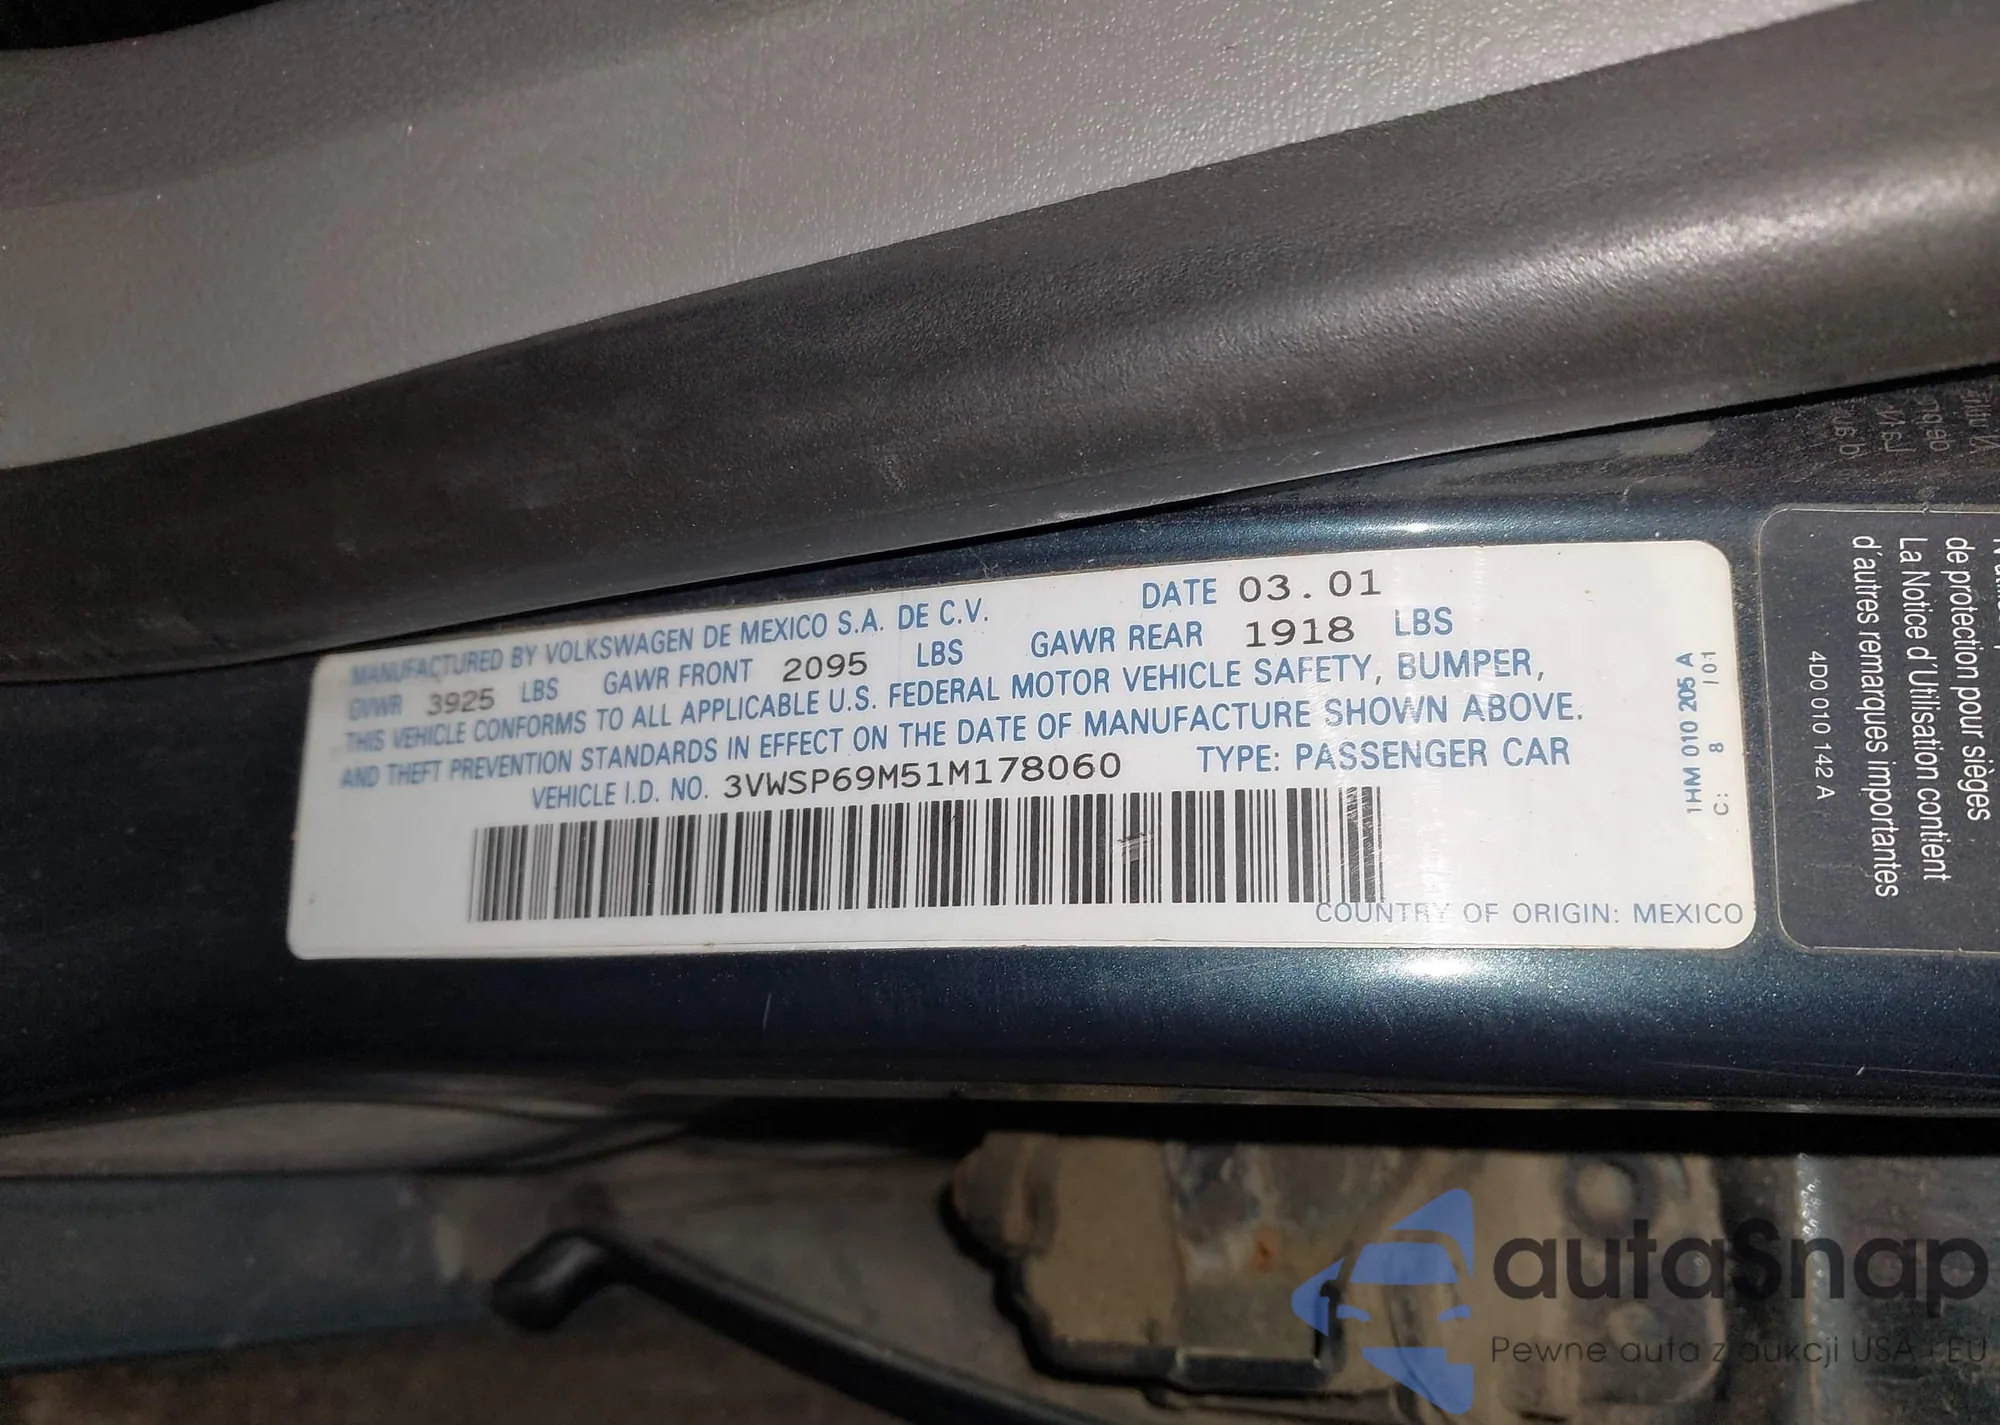 MANUFACTURED BY VOLKSWAGEN DE MEXICO S.A. DE C.V. DATE 03.01
GVWR 3925 LBS GAWR FRONT 2095 LBS GAWR REAR 1918 LBS
THIS VEHICLE CONFORMS TO ALL APPLICABLE U.S. FEDERAL MOTOR VEHICLE SAFETY, BUMPER,
AND THEFT PREVENTION STANDARDS IN EFFECT ON THE DATE OF MANUFACTURE SHOWN ABOVE.
VEHICLE I.D. NO. 3VWSP69M51M178060 TYPE: PASSENGER CAR
COUNTRY OF ORIGIN: MEXICO
1HM 010 205 A
C: 8 / 01
de protection pour sièges
La Notice d'Utilisation contient
d'autres remarques importantes
4D0 010 142 A
autaSnap
Pewne auta z aukcji USA i EU